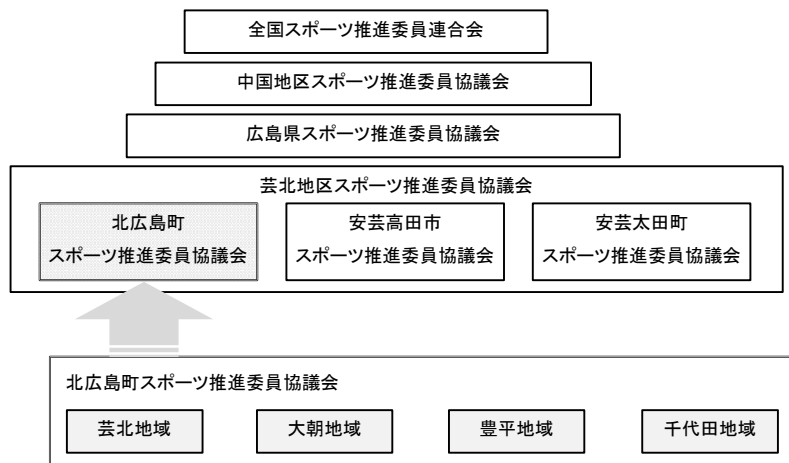 全国スポーツ推進委員連合会
中国地区スポーツ推進委員協議会
広島県スポーツ推進委員協議会
芸北地区スポーツ推進委員協議会
北広島町
スポーツ推進委員協議会
安芸高田市
スポーツ推進委員協議会
安芸太田町
スポーツ推進委員協議会
北広島町スポーツ推進委員協議会
芸北地域
大朝地域
豊平地域
千代田地域